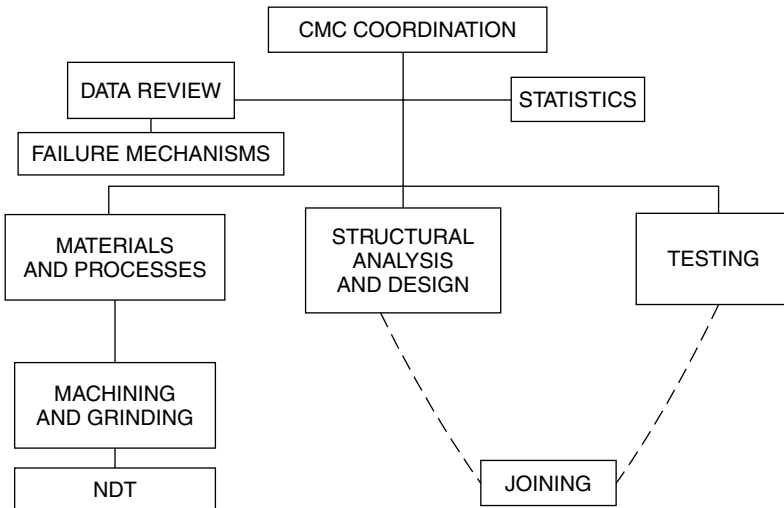 CMC COORDINATION
DATA REVIEW
STATISTICS
FAILURE MECHANISMS
MATERIALS
AND PROCESSES
STRUCTURAL
ANALYSIS
AND DESIGN
TESTING
MACHINING
AND GRINDING
NDT
JOINING